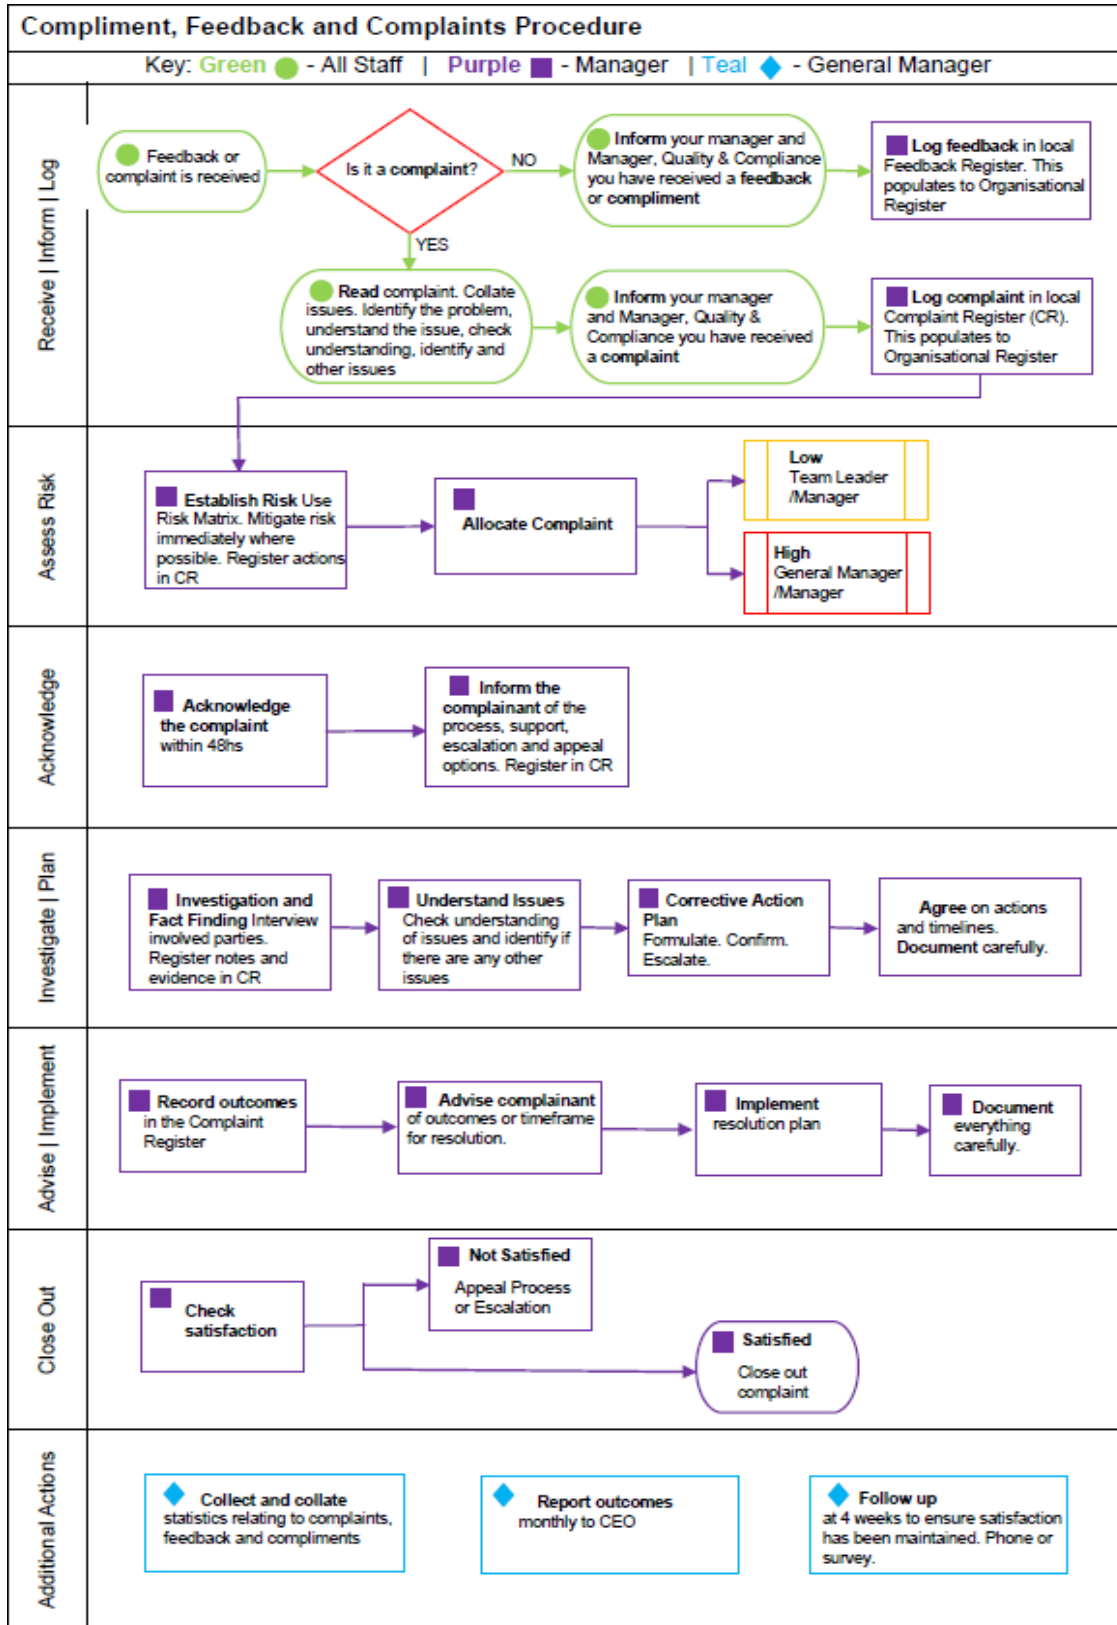 Compliment, Feedback and Complaints Procedure
Key: Green - All Staff | Purple - Manager | Teal - General Manager
Receive | Inform | Log
Feedback or
complaint is received
Is it a complaint?
NO
Inform your manager and
Manager, Quality & Compliance
you have received a feedback
or compliment
Log feedback in local
Feedback Register. This
populates to Organisational
Register
YES
Read complaint. Collate
issues. Identify the problem,
understand the issue, check
understanding, identify and
other issues
Inform your manager
and Manager, Quality &
Compliance you have received
a complaint
Log complaint in local
Complaint Register (CR).
This populates to
Organisational Register
Assess Risk
Establish Risk Use
Risk Matrix. Mitigate risk
immediately where
possible. Register actions
in CR
Allocate Complaint
Low
Team Leader
/Manager
High
General Manager
/Manager
Acknowledge
Acknowledge
the complaint
within 48hs
Inform the
complainant of the
process, support,
escalation and appeal
options. Register in CR
Investigate | Plan
Investigation and
Fact Finding Interview
involved parties.
Register notes and
evidence in CR
Understand Issues
Check understanding
of issues and identify if
there are any other
issues
Corrective Action
Plan
Formulate. Confirm.
Escalate.
Agree on actions
and timelines.
Document carefully.
Advise | Implement
Record outcomes
in the Complaint
Register
Advise complainant
of outcomes or timeframe
for resolution.
Implement
resolution plan
Document
everything
carefully.
Close Out
Check
satisfaction
Not Satisfied
Appeal Process
or Escalation
Satisfied
Close out
complaint
Additional Actions
Collect and collate
statistics relating to complaints,
feedback and compliments
Report outcomes
monthly to CEO
Follow up
at 4 weeks to ensure satisfaction
has been maintained. Phone or
survey.